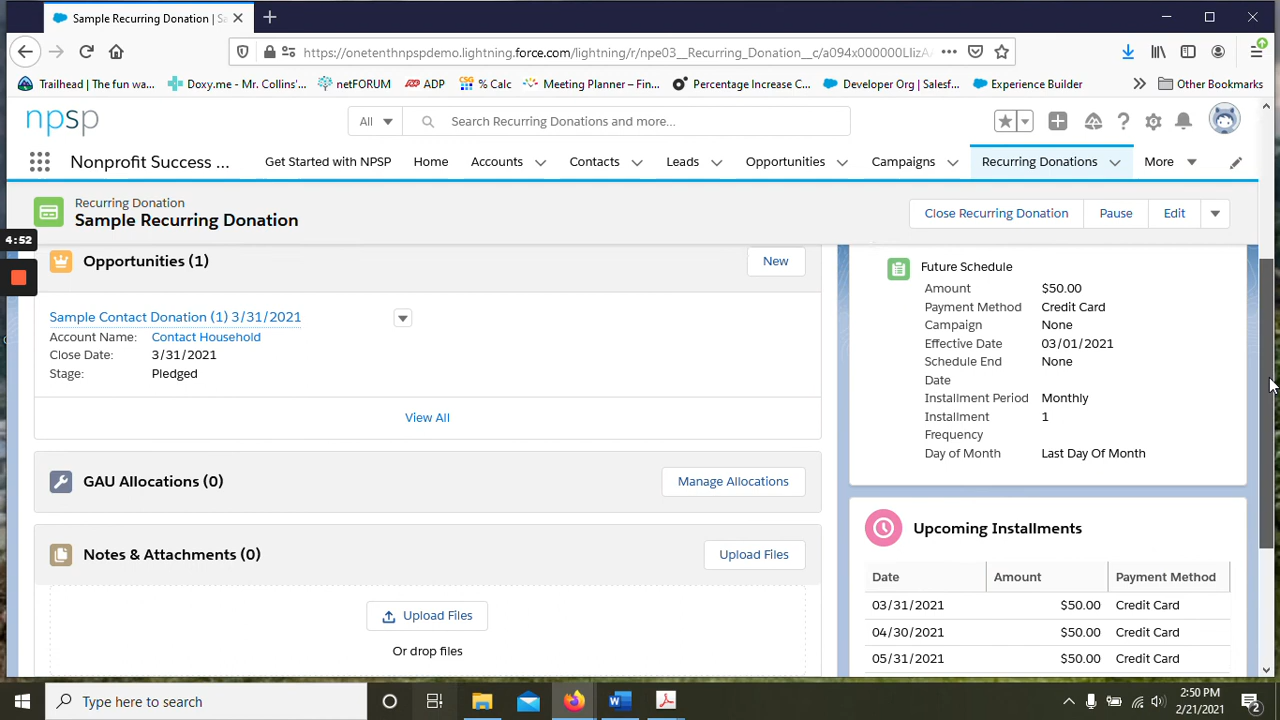 Sample Recurring Donation | Sa
https://onetenthnpspdemo.lightning.force.com/lightning/r/npe03__Recurring_Donation__c/a094x000000LIizA
Trailhead | The fun wa...
Doxy.me - Mr. Collins'...
netFORUM
ADP
% Calc
Meeting Planner – Fin...
Percentage Increase C...
Developer Org | Salesf...
Experience Builder
Other Bookmarks
npsp
All
Search Recurring Donations and more...
Nonprofit Success ...
Get Started with NPSP
Home
Accounts
Contacts
Leads
Opportunities
Campaigns
Recurring Donations
More
Recurring Donation
Sample Recurring Donation
Close Recurring Donation
Pause
Edit
4:52
Opportunities (1)
New
Sample Contact Donation (1) 3/31/2021
Account Name: Contact Household
Close Date: 3/31/2021
Stage: Pledged
View All
GAU Allocations (0)
Manage Allocations
Notes & Attachments (0)
Upload Files
Upload Files
Or drop files
Future Schedule
Amount $50.00
Payment Method Credit Card
Campaign None
Effective Date 03/01/2021
Schedule End None
Date
Installment Period Monthly
Installment 1
Frequency
Day of Month Last Day Of Month
Upcoming Installments
Date Amount Payment Method
03/31/2021 $50.00 Credit Card
04/30/2021 $50.00 Credit Card
05/31/2021 $50.00 Credit Card
Type here to search
2:50 PM
2/21/2021
2